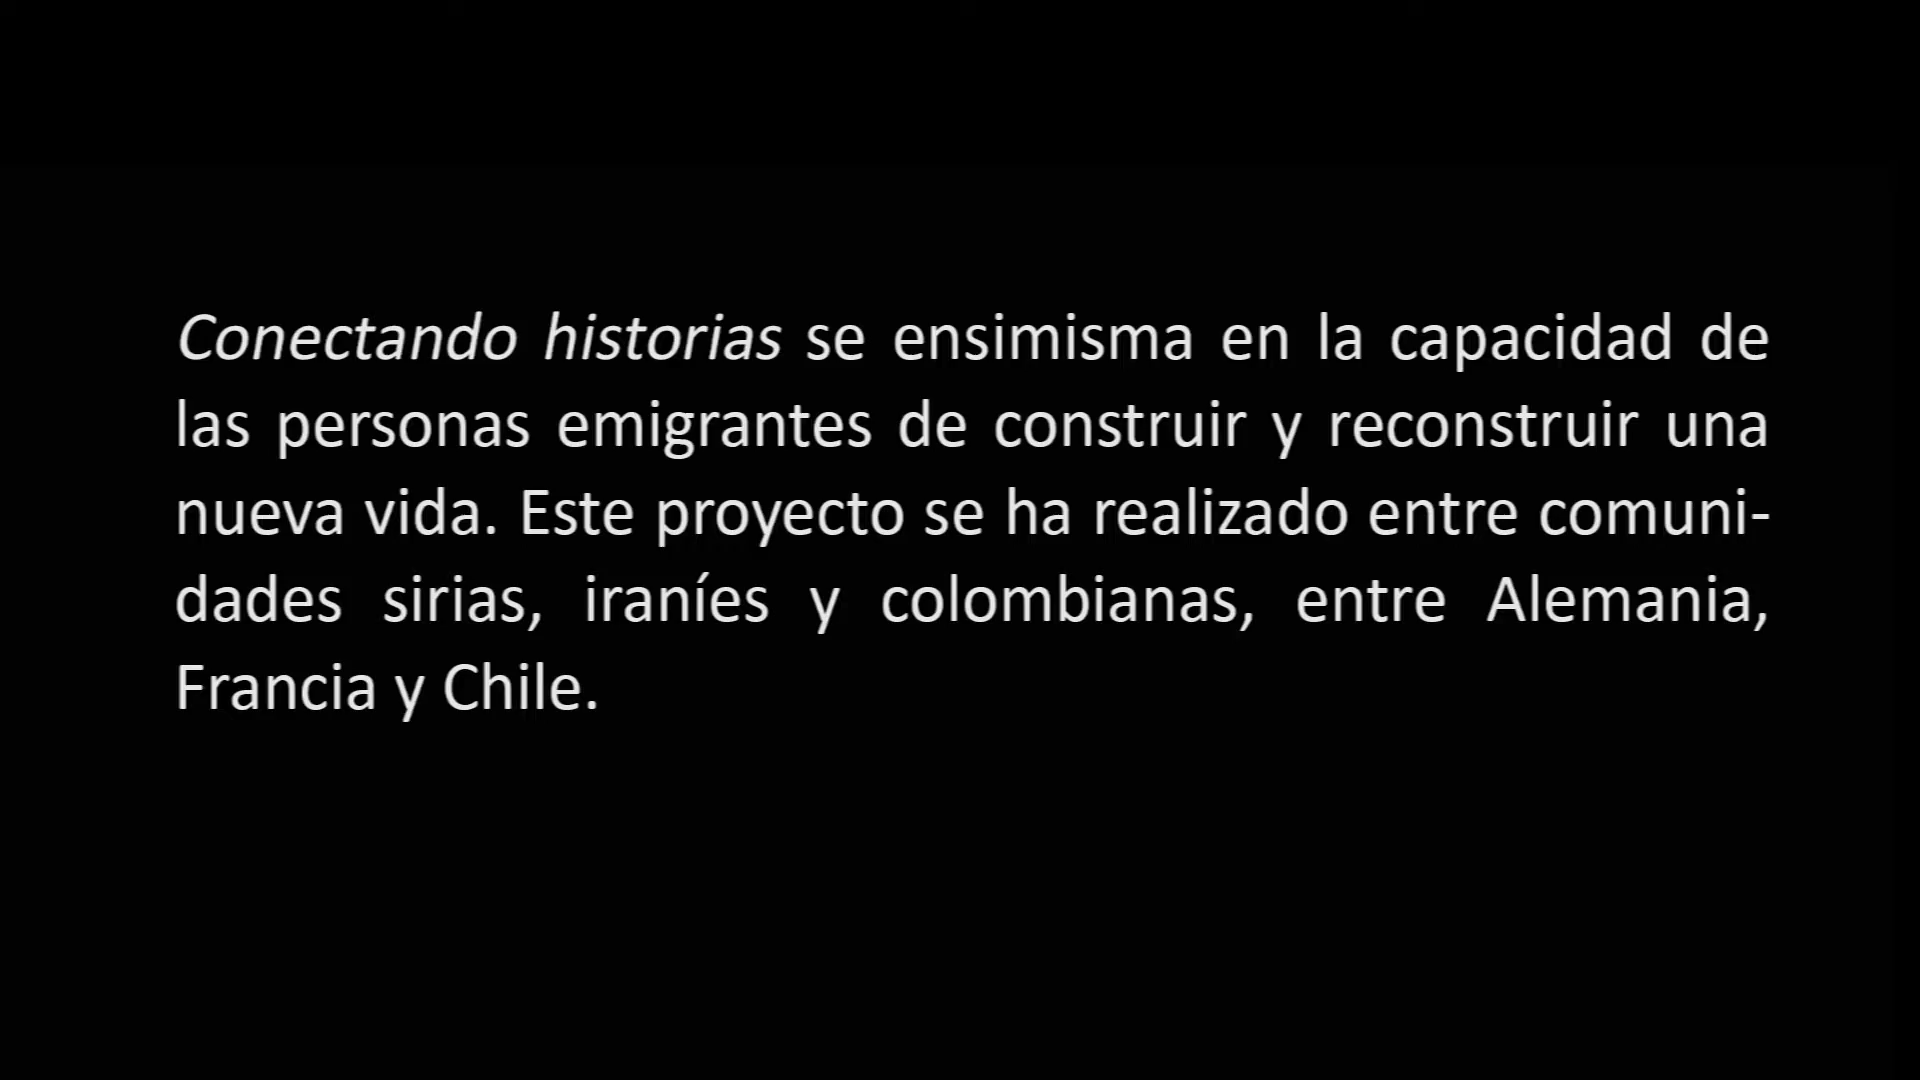 Conectando historias se ensimisma en la capacidad de
las personas emigrantes de construir y reconstruir una
nueva vida. Este proyecto se ha realizado entre comuni-
dades sirias, iraníes y colombianas, entre Alemania,
Francia y Chile.